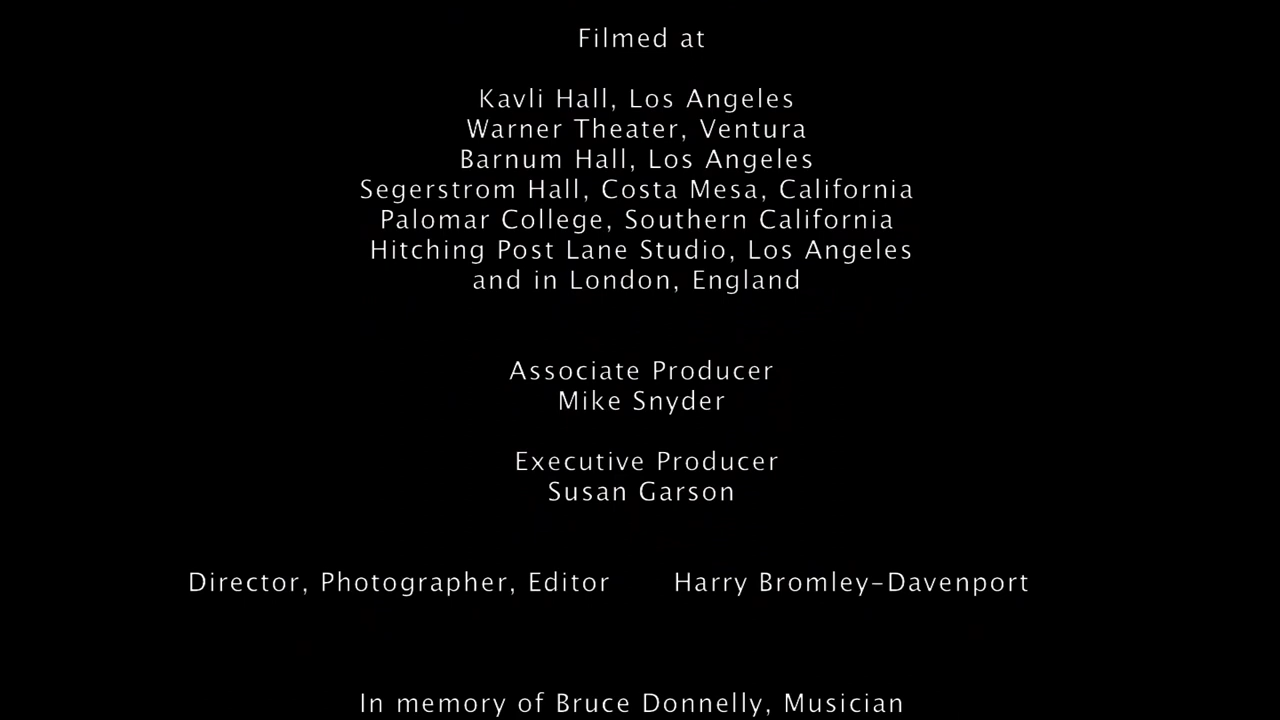 Filmed at
Kavli Hall, Los Angeles
Warner Theater, Ventura
Barnum Hall, Los Angeles
Segerstrom Hall, Costa Mesa, California
Palomar College, Southern California
Hitching Post Lane Studio, Los Angeles
and in London, England
Associate Producer
Mike Snyder
Executive Producer
Susan Garson
Director, Photographer, Editor Harry Bromley-Davenport
In memory of Bruce Donnelly, Musician